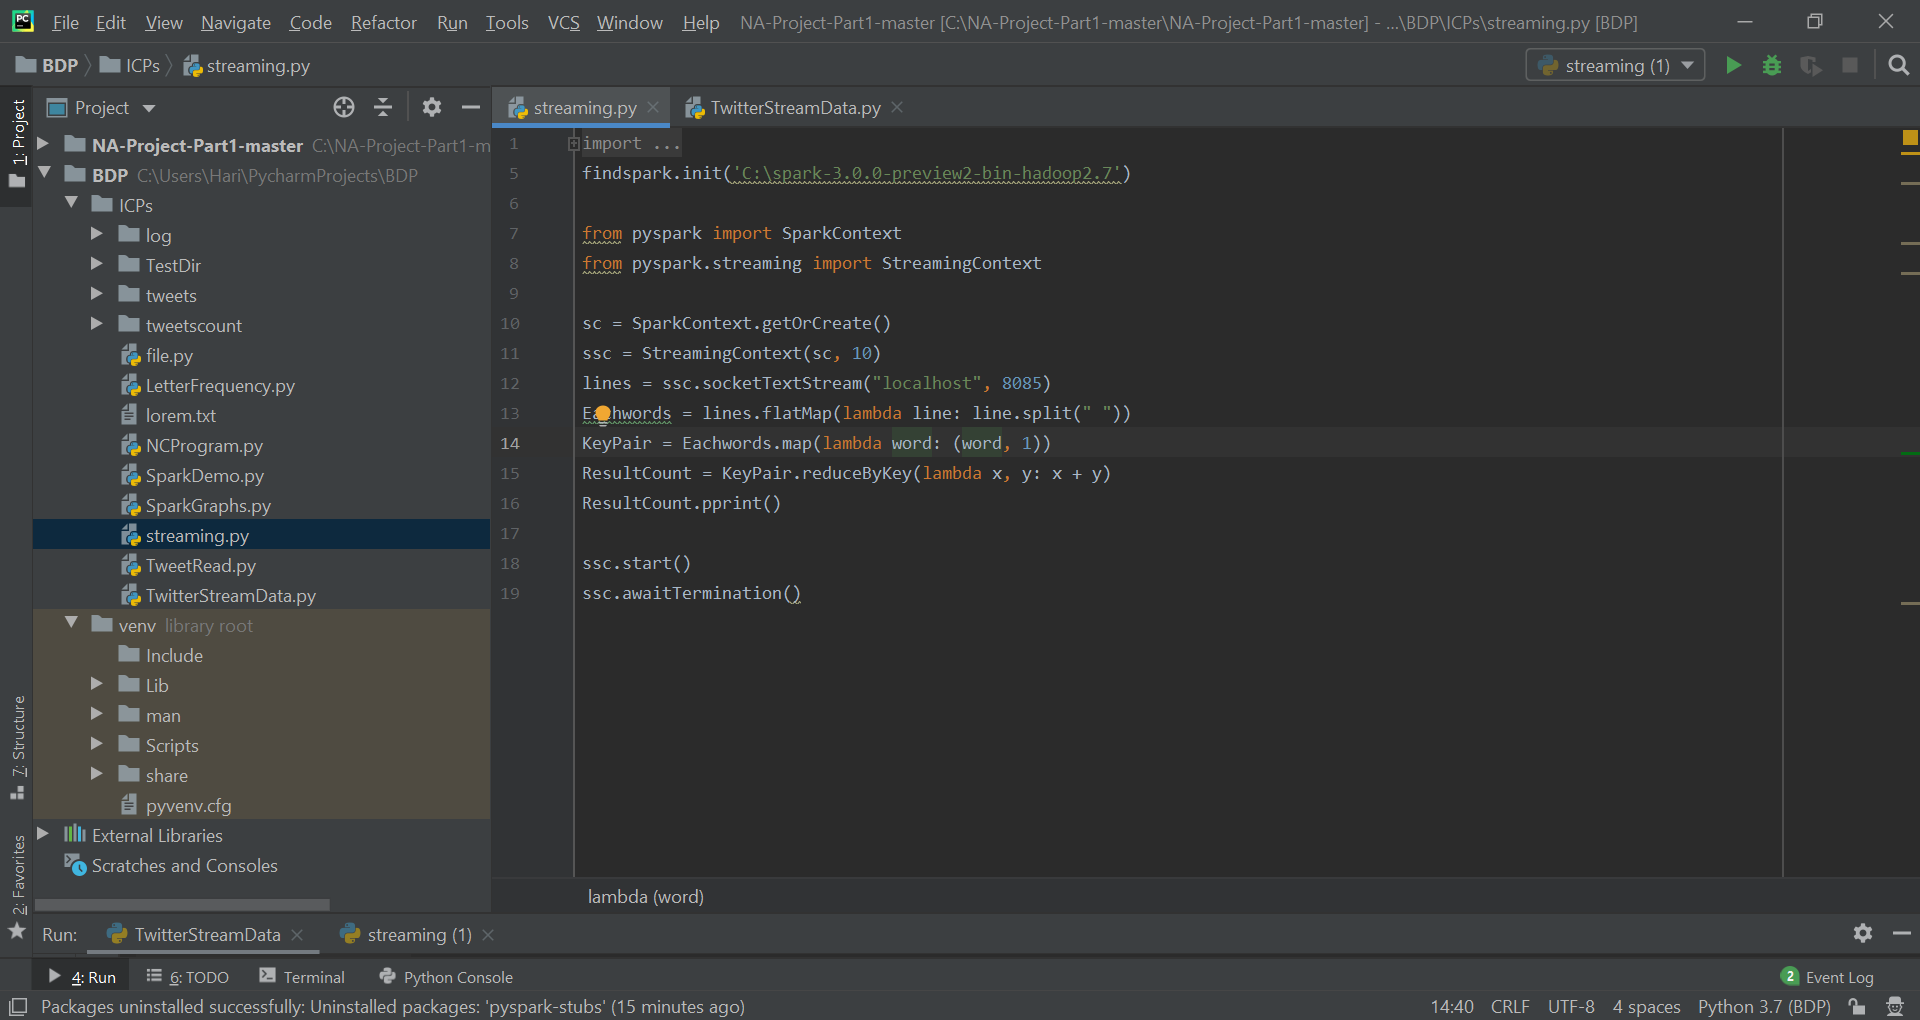 File Edit View Navigate Code Refactor Run Tools VCS Window Help NA-Project-Part1-master [C:\NA-Project-Part1-master\NA-Project-Part1-master] - ...\BDP\ICPs\streaming.py [BDP]
BDP ICPs streaming.py streaming (1)
Project streaming.py TwitterStreamData.py
1: Project
NA-Project-Part1-master C:\NA-Project-Part1-m
BDP C:\Users\Hari\PycharmProjects\BDP
ICPs
log
TestDir
tweets
tweetscount
file.py
LetterFrequency.py
lorem.txt
NCProgram.py
SparkDemo.py
SparkGraphs.py
streaming.py
TweetRead.py
TwitterStreamData.py
venv library root
Include
Lib
man
Scripts
share
pyvenv.cfg
External Libraries
Scratches and Consoles
7: Structure
2: Favorites
1 import ...
5 findspark.init('C:\spark-3.0.0-preview2-bin-hadoop2.7')
6
7 from pyspark import SparkContext
8 from pyspark.streaming import StreamingContext
9
10 sc = SparkContext.getOrCreate()
11 ssc = StreamingContext(sc, 10)
12 lines = ssc.socketTextStream("localhost", 8085)
13 Eachwords = lines.flatMap(lambda line: line.split(" "))
14 KeyPair = Eachwords.map(lambda word: (word, 1))
15 ResultCount = KeyPair.reduceByKey(lambda x, y: x + y)
16 ResultCount.pprint()
17
18 ssc.start()
19 ssc.awaitTermination()
lambda (word)
Run: TwitterStreamData streaming (1)
4: Run 6: TODO Terminal Python Console 2 Event Log
Packages uninstalled successfully: Uninstalled packages: 'pyspark-stubs' (15 minutes ago) 14:40 CRLF UTF-8 4 spaces Python 3.7 (BDP)